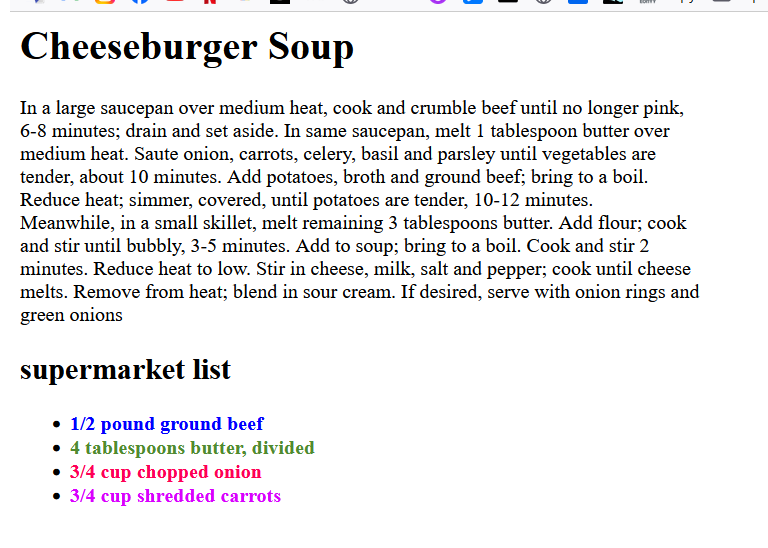 Cheeseburger Soup
In a large saucepan over medium heat, cook and crumble beef until no longer pink,
6-8 minutes; drain and set aside. In same saucepan, melt 1 tablespoon butter over
medium heat. Saute onion, carrots, celery, basil and parsley until vegetables are
tender, about 10 minutes. Add potatoes, broth and ground beef; bring to a boil.
Reduce heat; simmer, covered, until potatoes are tender, 10-12 minutes.
Meanwhile, in a small skillet, melt remaining 3 tablespoons butter. Add flour; cook
and stir until bubbly, 3-5 minutes. Add to soup; bring to a boil. Cook and stir 2
minutes. Reduce heat to low. Stir in cheese, milk, salt and pepper; cook until cheese
melts. Remove from heat; blend in sour cream. If desired, serve with onion rings and
green onions
supermarket list
• 1/2 pound ground beef
• 4 tablespoons butter, divided
• 3/4 cup chopped onion
• 3/4 cup shredded carrots